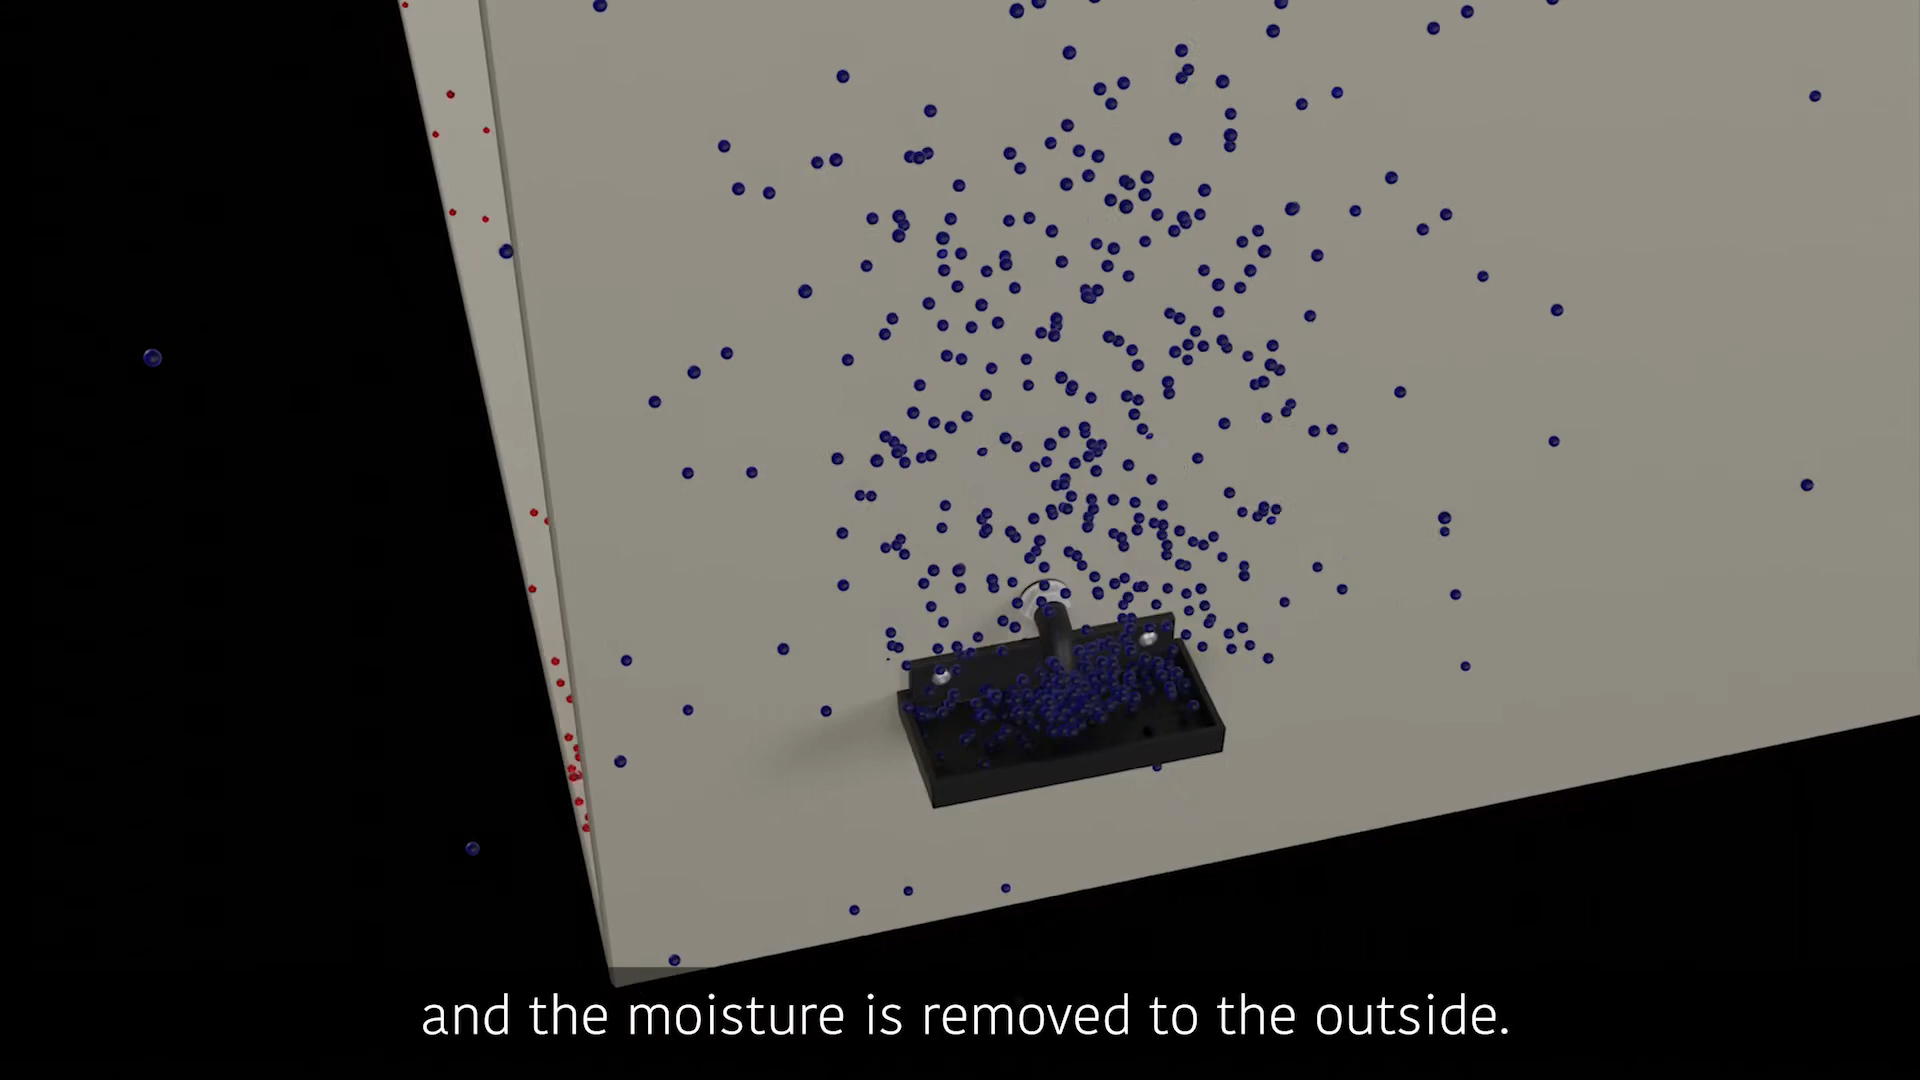 and the moisture is removed to the outside.